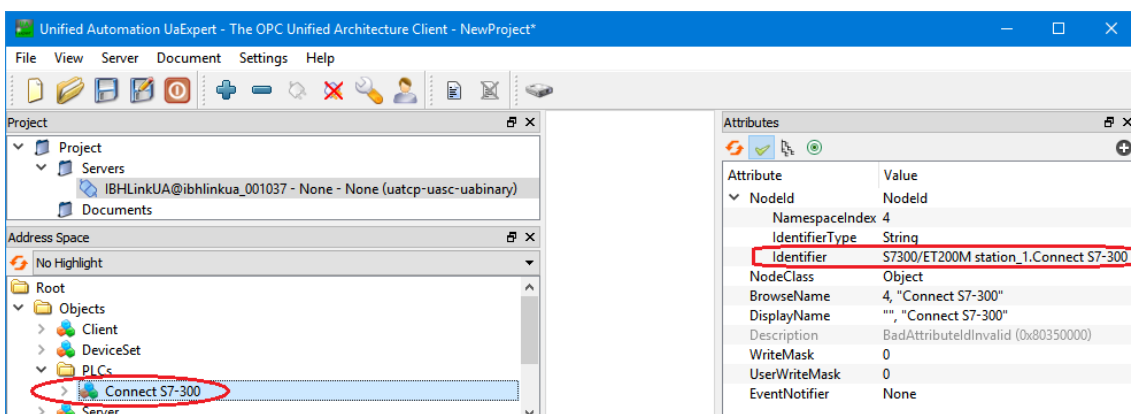 Unified Automation UaExpert - The OPC Unified Architecture Client - NewProject*
File View Server Document Settings Help
Project
Project
Servers
IBHLinkUA@ibhlinkua_001037 - None - None (uatcp-uasc-uabinary)
Documents
Address Space
No Highlight
Root
Objects
Client
DeviceSet
PLCs
Connect S7-300
Server
Attributes
Attribute Value
NodeId NodeId
NamespaceIndex 4
IdentifierType String
Identifier S7300/ET200M station_1.Connect S7-300
NodeClass Object
BrowseName 4, "Connect S7-300"
DisplayName "", "Connect S7-300"
Description BadAttributeIdInvalid (0x80350000)
WriteMask 0
UserWriteMask 0
EventNotifier None